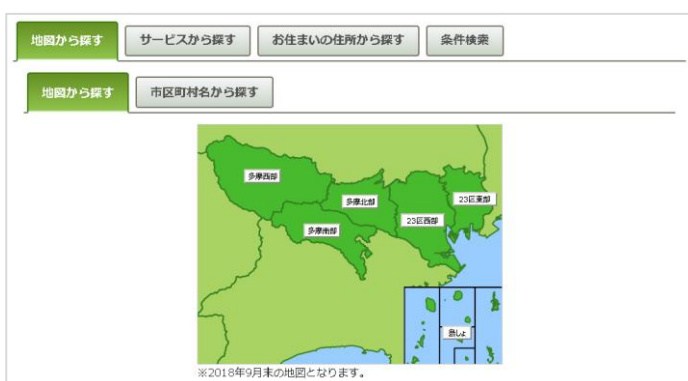 地図から探す サービスから探す お住まいの住所から探す 条件検索
地図から探す 市区町村名から探す
多摩西部
多摩北部
23区東部
23区西部
多摩南部
島しょ
※2018年9月末の地図となります。